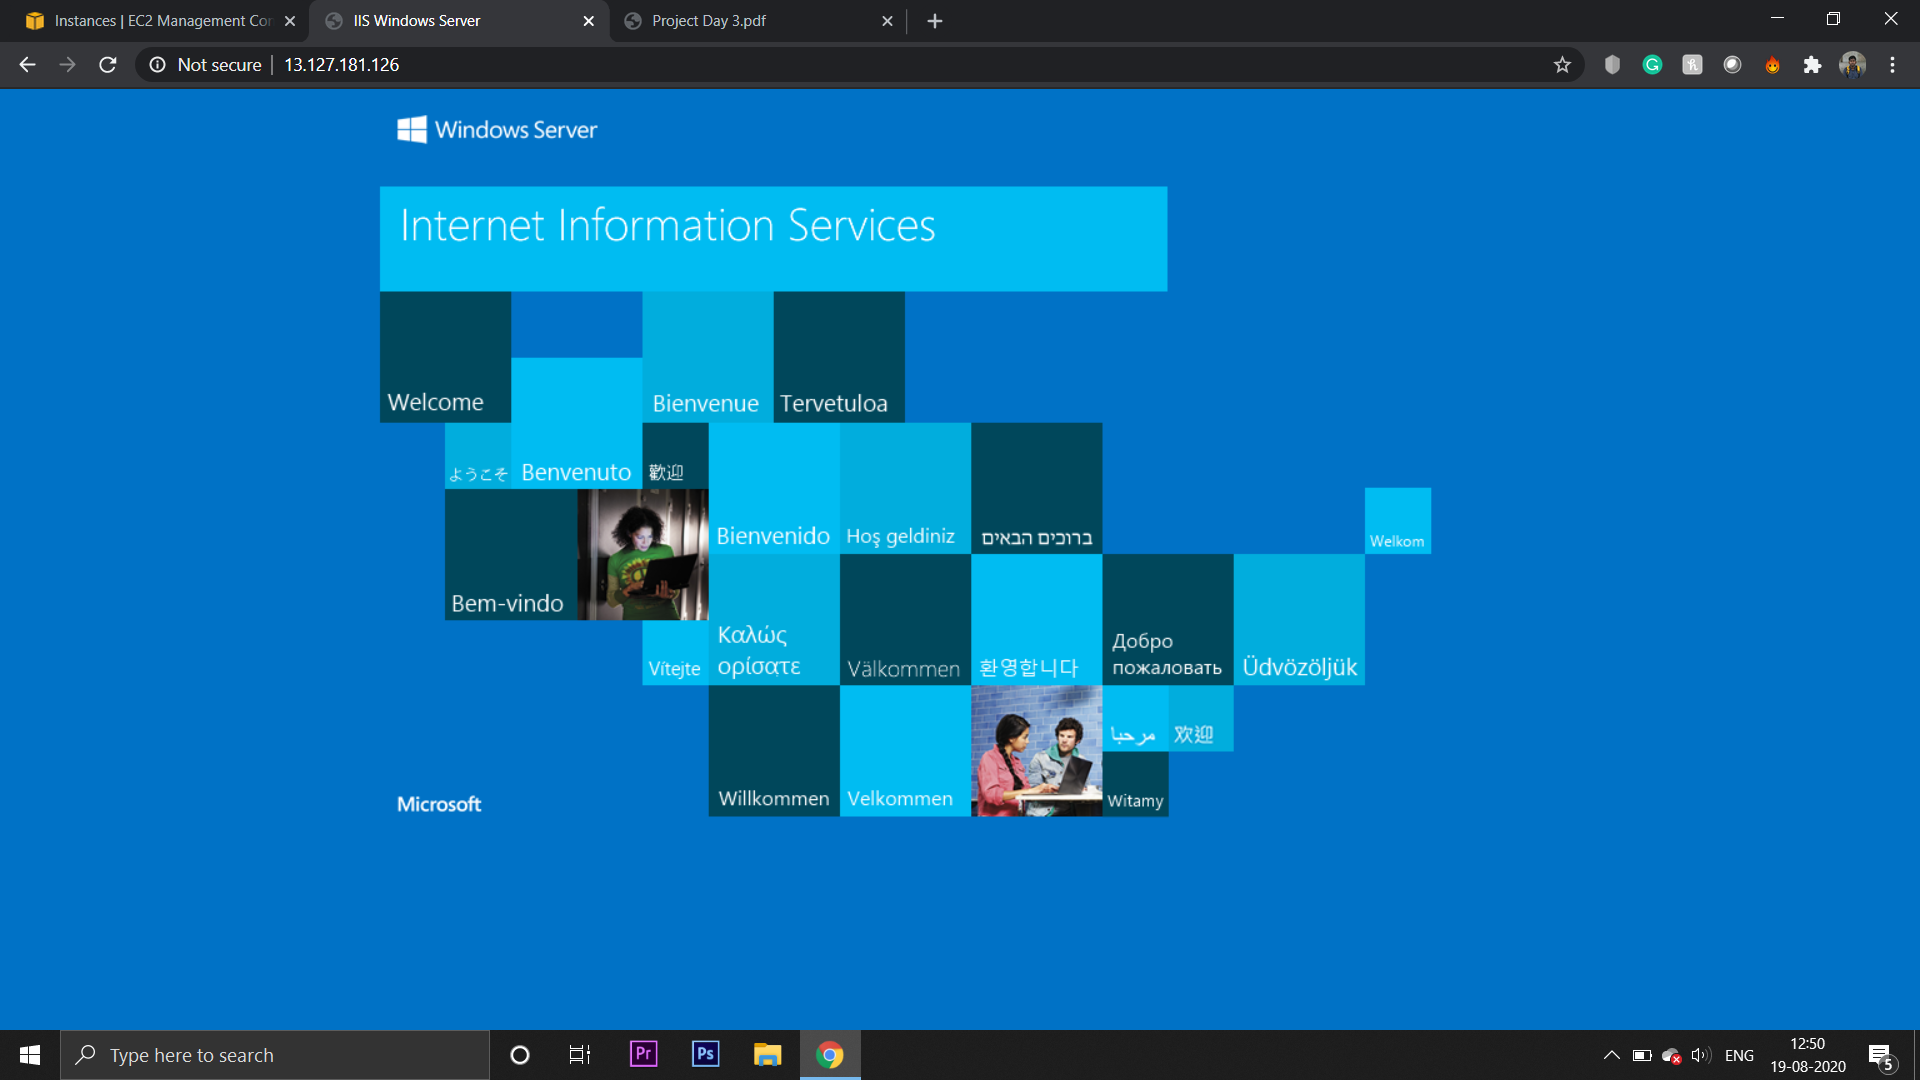 Instances | EC2 Management Con
IIS Windows Server
Project Day 3.pdf
Not secure
13.127.181.126
Windows Server
Internet Information Services
Welcome
Bienvenue
Tervetuloa
ようこそ
Benvenuto
歡迎
Bienvenido
Hoş geldiniz
ברוכים הבאים
Welkom
Bem-vindo
Vítejte
Καλώς
ορίσατε
Välkommen
환영합니다
Добро
пожаловать
Üdvözöljük
Willkommen
Velkommen
مرحبا
欢迎
Witamy
Microsoft
Type here to search
Pr
Ps
ENG
12:50
19-08-2020
5